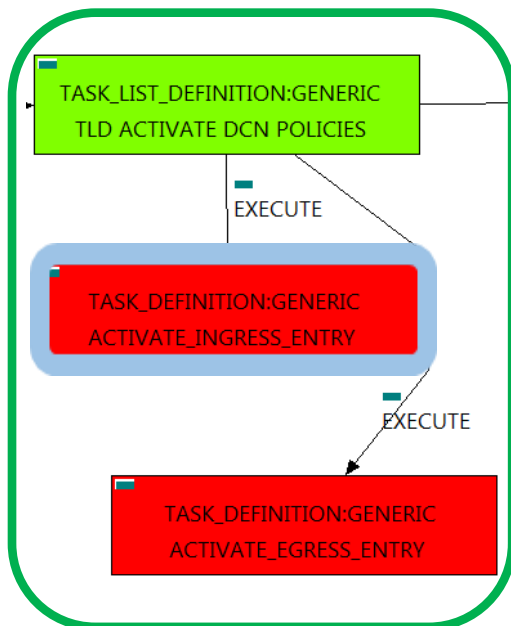 TASK_LIST_DEFINITION:GENERIC
TLD ACTIVATE DCN POLICIES
EXECUTE
TASK_DEFINITION:GENERIC
ACTIVATE_INGRESS_ENTRY
EXECUTE
TASK_DEFINITION:GENERIC
ACTIVATE_EGRESS_ENTRY